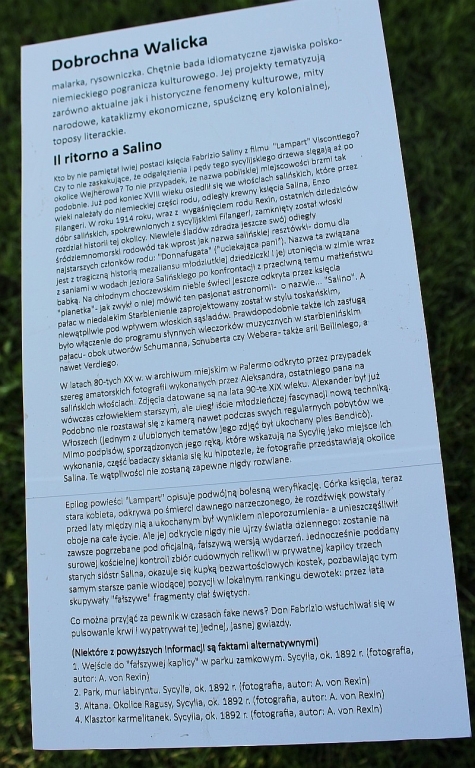 Dobrochna Walicka
malarka, rysowniczka. Chętnie bada idiomatyczne zjawiska polsko-
niemieckiego pogranicza kulturowego. Jej projekty tematyzują
zarówno aktualne jak i historyczne fenomeny kulturowe, mity
narodowe, kataklizmy ekonomiczne, spuściznę ery kolonialnej,
toposy literackie.
Il ritorno a Salino
Kto by nie pamiętał lwiej postaci księcia Fabrizio Saliny z filmu "Lampart" Viscontiego?
Czy to nie zaskakujące, że odgałęzienia i pędy tego sycylijskiego drzewa sięgają aż po
okolice Wejherowa? To nie przypadek, że nazwa pobliskiej miejscowości brzmi tak
podobnie. Już pod koniec XVIII wieku osiedlił się we włościach salińskich, które przez
wieki należały do niemieckiej części rodu, odległy krewny księcia Salina, Enzo
Filangeri. W roku 1914 roku, wraz z wygaśnięciem rodu Rexin, ostatnich dziedziców
dóbr salińskich, spokrewnionych z sycylijskimi Filangeri, zamknięty został włoski
rozdział historii tej okolicy. Niewiele śladów zdradza jeszcze swój odległy
śródziemnomorski rodowód tak wprost jak nazwa salińskiej resztówki- domu dla
najstarszych członków rodu: "Donnafugata" ("uciekająca pani"). Nazwa ta związana
jest z tragiczną historią mezaliansu młodziutkiej dziedziczki i jej utonięcia w zimie wraz
z saniami w wodach Jeziora Salińskiego po konfrontacji z przeciwną temu małżeństwu
babką. Na chłodnym choczewskim niebie świeci jeszcze odkryta przez księcia
"pianetka"- jak zwykł o niej mówić ten pasjonat astronomii- o nazwie... "Salino". A
pałac w niedalekim Starbienienie zaprojektowany został w stylu toskańskim,
niewątpliwie pod wpływem włoskich sąsiadów. Prawdopodobnie także ich zasługą
było włączenie do programu słynnych wieczorków muzycznych w starbienińskim
pałacu- obok utworów Schumanna, Schuberta czy Webera- także arii Belliniego, a
nawet Verdiego.
W latach 80-tych XX w. w archiwum miejskim w Palermo odkryto przez przypadek
szereg amatorskich fotografii wykonanych przez Aleksandra, ostatniego pana na
salińskich włościach. Zdjęcia datowane są na lata 90-te XIX wieku. Alexander był już
wówczas człowiekiem starszym, ale uległ iście młodzieńczej fascynacji nową techniką.
Podobno nie rozstawał się z kamerą nawet podczas swych regularnych pobytów we
Włoszech (jednym z ulubionych tematów jego zdjęć był ukochany pies Bendicò).
Mimo podpisów, sporządzonych jego ręką, które wskazują na Sycylię jako miejsce ich
wykonania, część badaczy skłania się ku hipotezie, że fotografie przedstawiają okolice
Salina. Te wątpliwości nie zostaną zapewne nigdy rozwiane.
Epilog powieści "Lampart" opisuje podwójną bolesną weryfikację. Córka księcia, teraz
stara kobieta, odkrywa po śmierci dawnego narzeczonego, że rozdźwięk powstały
przed laty między nią a ukochanym był wynikiem nieporozumienia- a unieszczęśliwił
oboje na całe życie. Ale jej odkrycie nigdy nie ujrzy światła dziennego: zostanie na
zawsze pogrzebane pod oficjalną, fałszywą wersją wydarzeń. Jednocześnie poddany
surowej kościelnej kontroli zbiór cudownych relikwii w prywatnej kaplicy trzech
starych sióstr Salina, okazuje się kupką bezwartościowych kostek, pozbawiając tym
samym starsze panie wiodącej pozycji w lokalnym rankingu dewotek: przez lata
skupywały "fałszywe" fragmenty ciał świętych.
Co można przyjąć za pewnik w czasach fake news? Don Fabrizio wsłuchiwał się w
pulsowanie krwi i wypatrywał tej jednej, jasnej gwiazdy.
(Niektóre z powyższych informacji są faktami alternatywnymi)
1. Wejście do "fałszywej kaplicy" w parku zamkowym. Sycylia, ok. 1892 r. (fotografia,
autor: A. von Rexin)
2. Park, mur labiryntu. Sycylia, ok. 1892 r. (fotografia, autor: A. von Rexin)
3. Altana. Okolice Ragusy, Sycylia, ok. 1892 r. (fotografia, autor: A. von Rexin)
4. Klasztor karmelitanek. Sycylia, ok. 1892 r. (fotografia, autor: A. von Rexin)